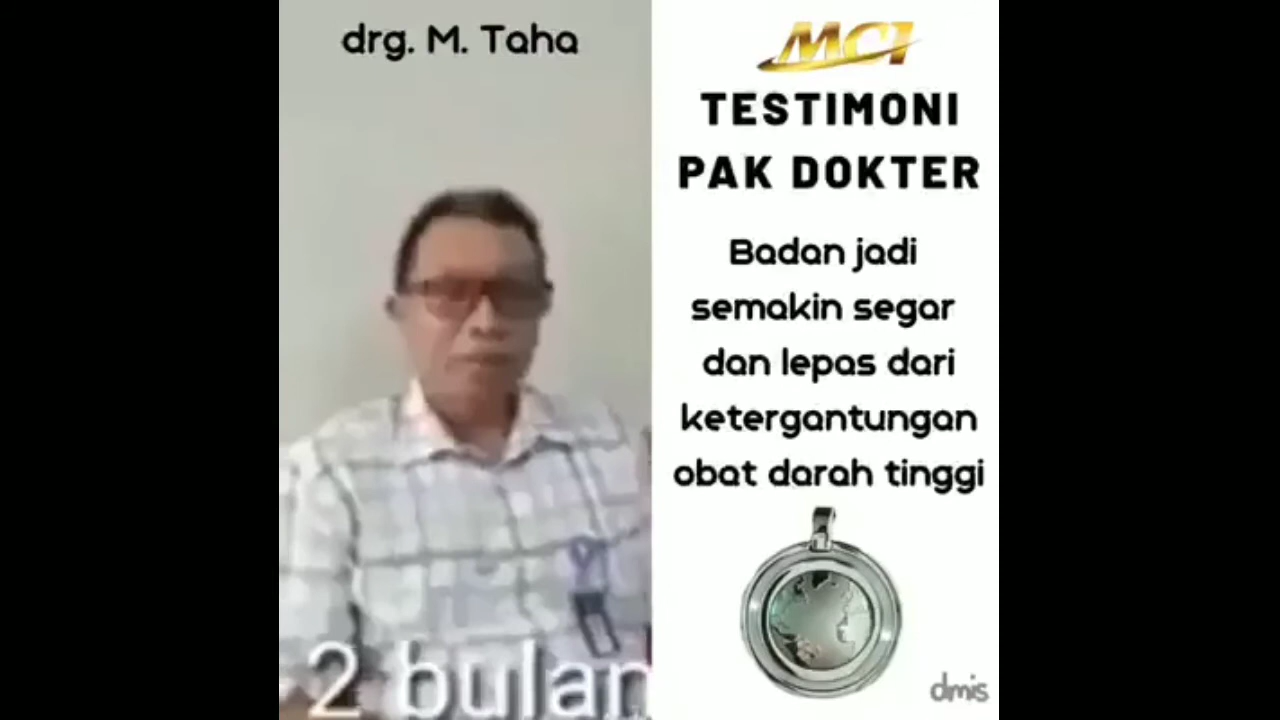 drg. M. Taha
MCI
TESTIMONI
PAK DOKTER
Badan jadi
semakin segar
dan lepas dari
ketergantungan
obat darah tinggi
2 bulan
dmis